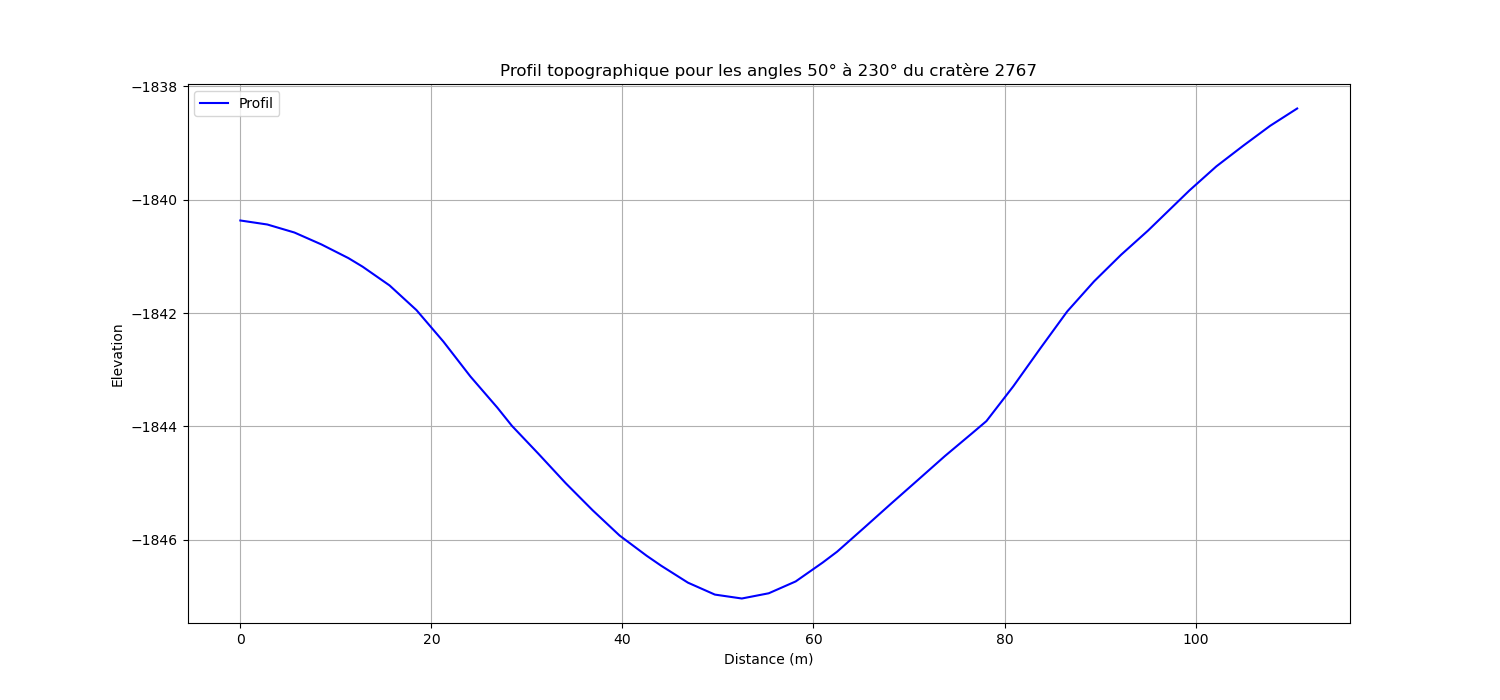 Profil topographique pour les angles 50° à 230° du cratère 2767
Profil
Elevation
−1838
−1840
−1842
−1844
−1846
0 20 40 60 80 100
Distance (m)